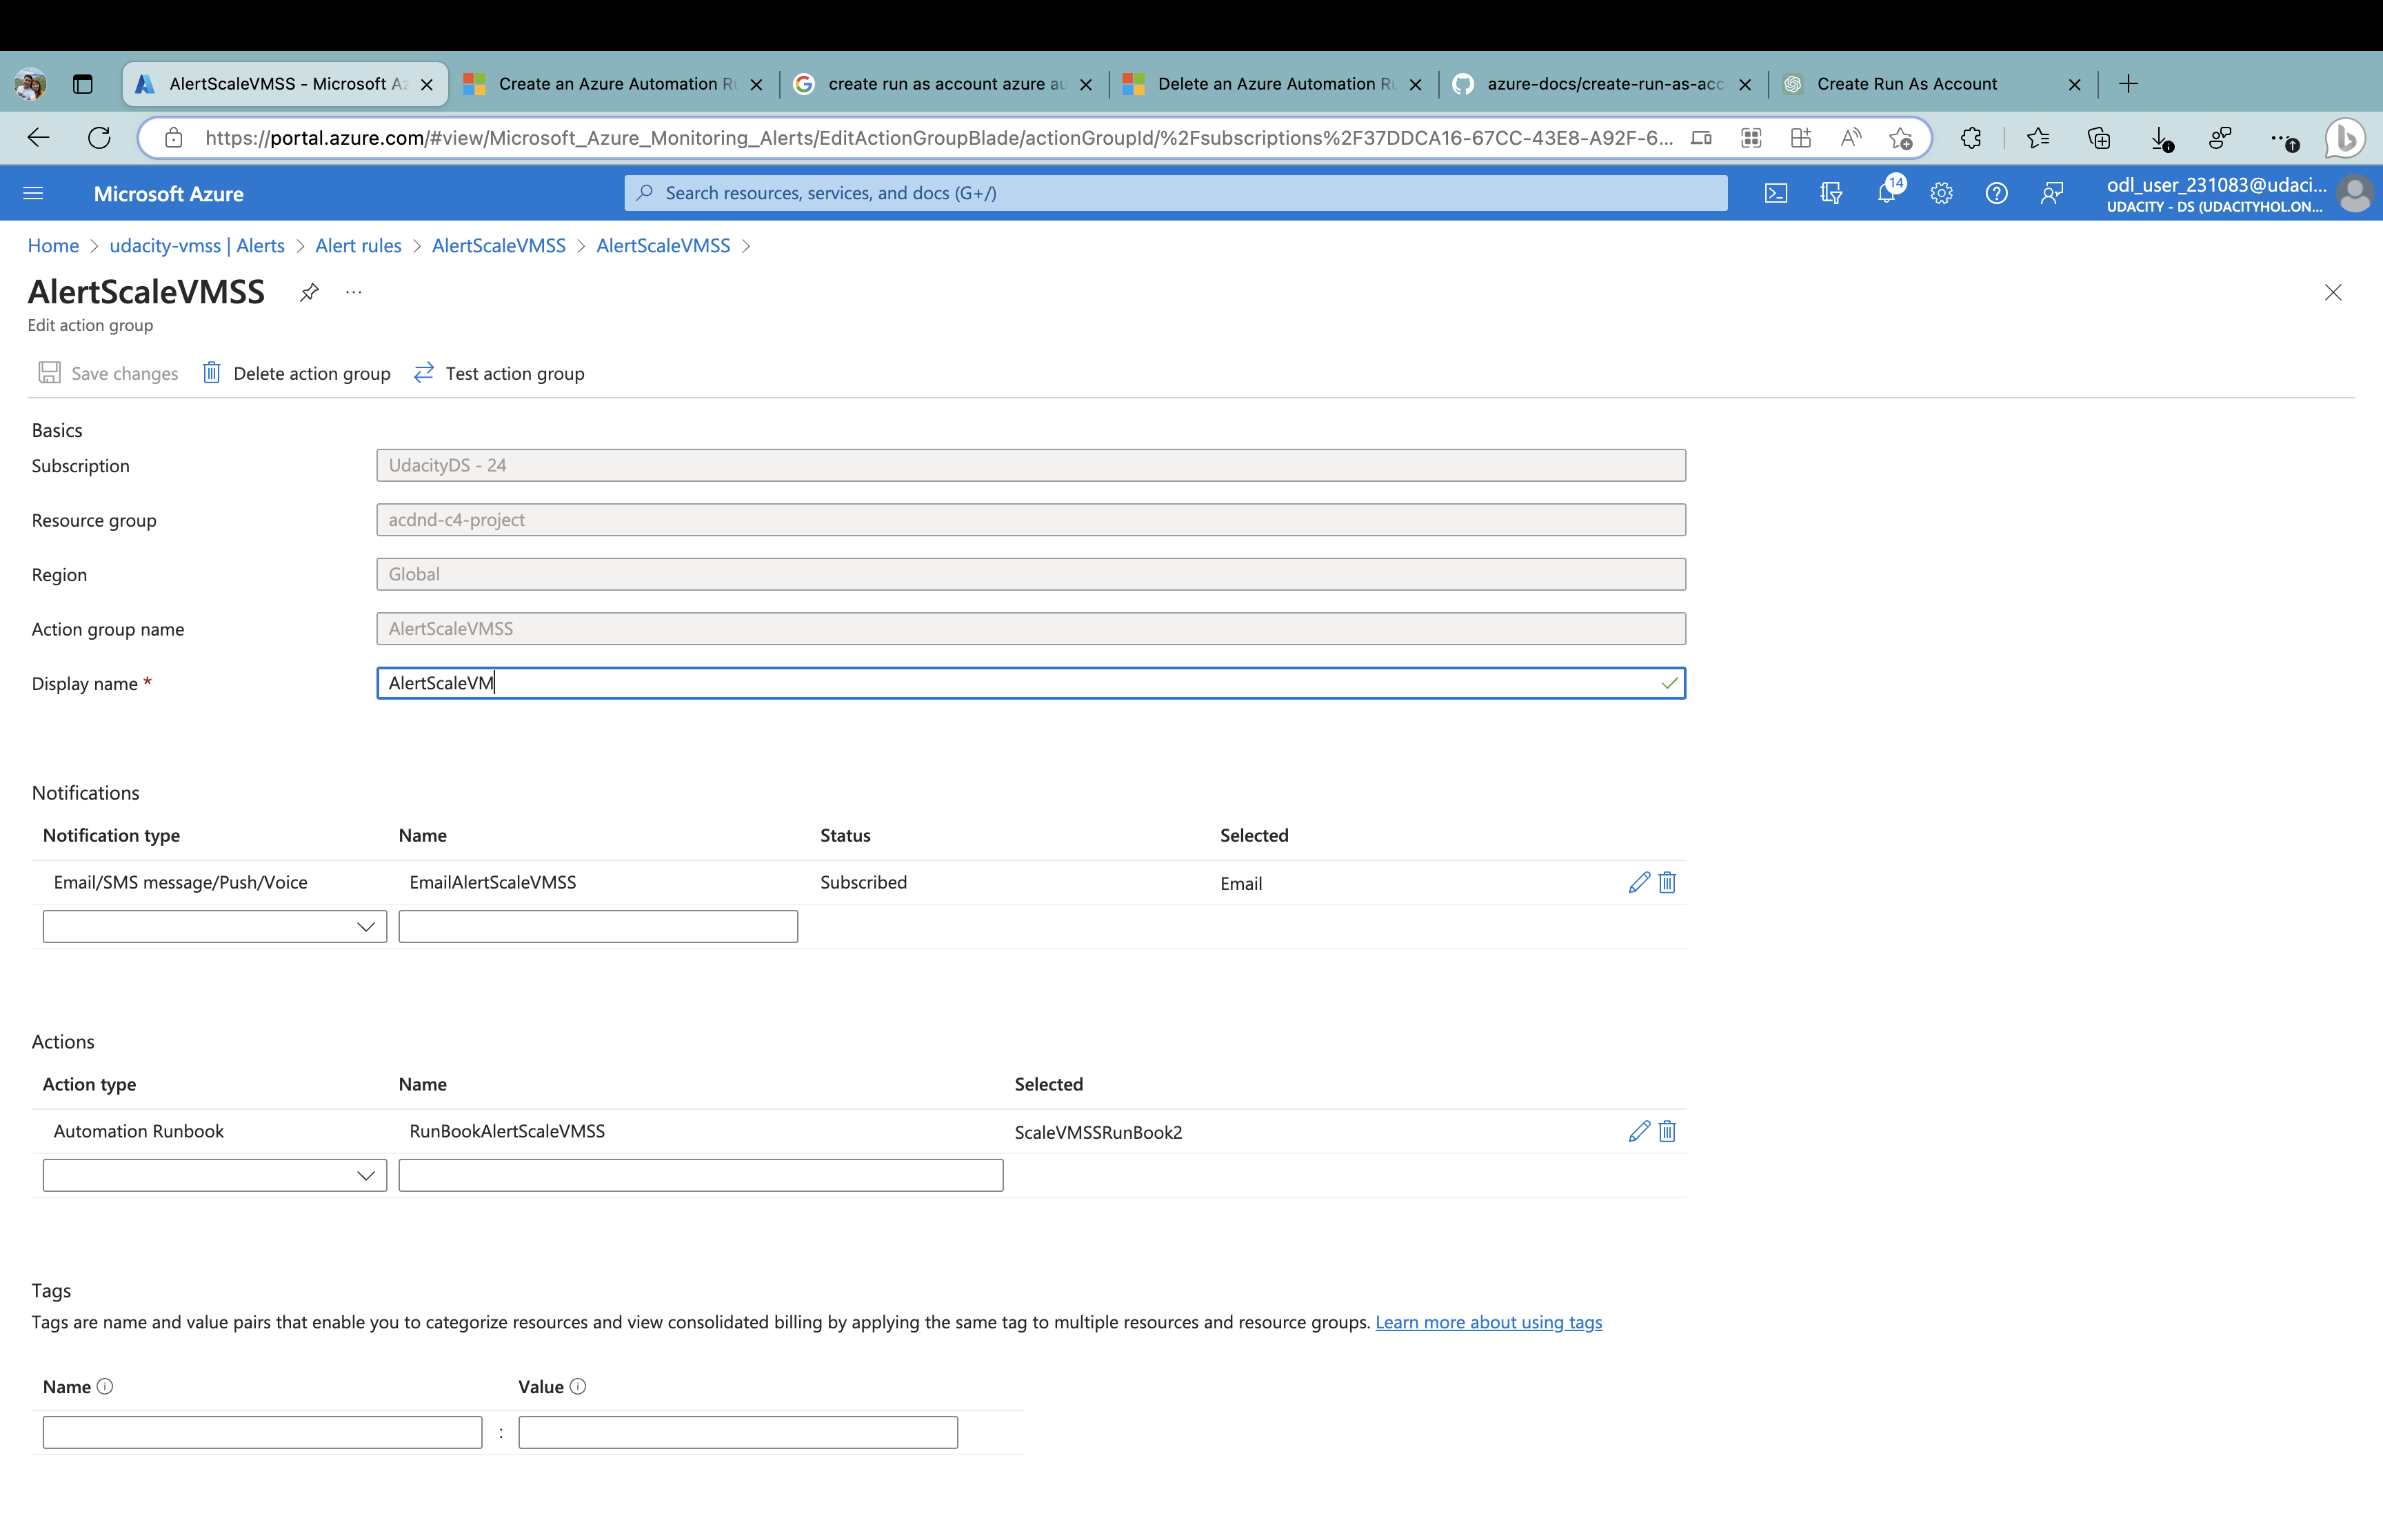 AlertScaleVMSS - Microsoft Az
Create an Azure Automation Ru
create run as account azure au
Delete an Azure Automation Ru
azure-docs/create-run-as-acc
Create Run As Account
https://portal.azure.com/#view/Microsoft_Azure_Monitoring_Alerts/EditActionGroupBlade/actionGroupId/%2Fsubscriptions%2F37DDCA16-67CC-43E8-A92F-6...
Microsoft Azure
Search resources, services, and docs (G+/)
14
odl_user_231083@udaci...
UDACITY - DS (UDACITYHOL.ON...
Home > udacity-vmss | Alerts > Alert rules > AlertScaleVMSS > AlertScaleVMSS >
AlertScaleVMSS ...
Edit action group
Save changes Delete action group Test action group
Basics
Subscription UdacityDS - 24
Resource group acdnd-c4-project
Region Global
Action group name AlertScaleVMSS
Display name * AlertScaleVM
Notifications
Notification type Name Status Selected
Email/SMS message/Push/Voice EmailAlertScaleVMSS Subscribed Email
Actions
Action type Name Selected
Automation Runbook RunBookAlertScaleVMSS ScaleVMSSRunBook2
Tags
Tags are name and value pairs that enable you to categorize resources and view consolidated billing by applying the same tag to multiple resources and resource groups. Learn more about using tags
Name Value
: